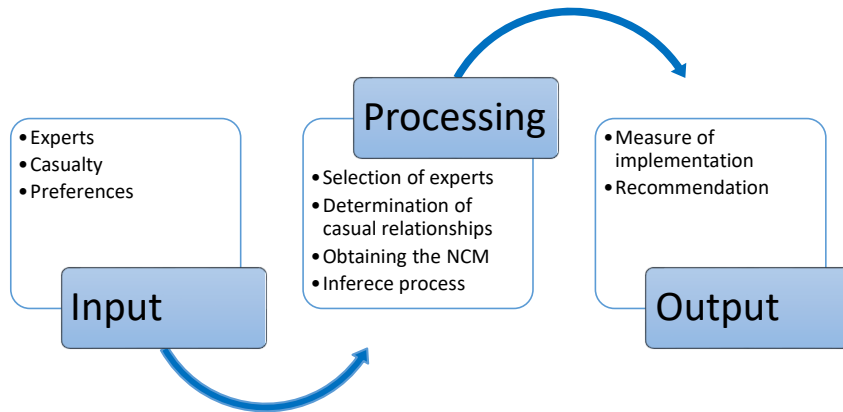 • Experts
• Casualty
• Preferences
Input
Processing
• Selection of experts
• Determination of
casual relationships
• Obtaining the NCM
• Inferece process
• Measure of
implementation
• Recommendation
Output